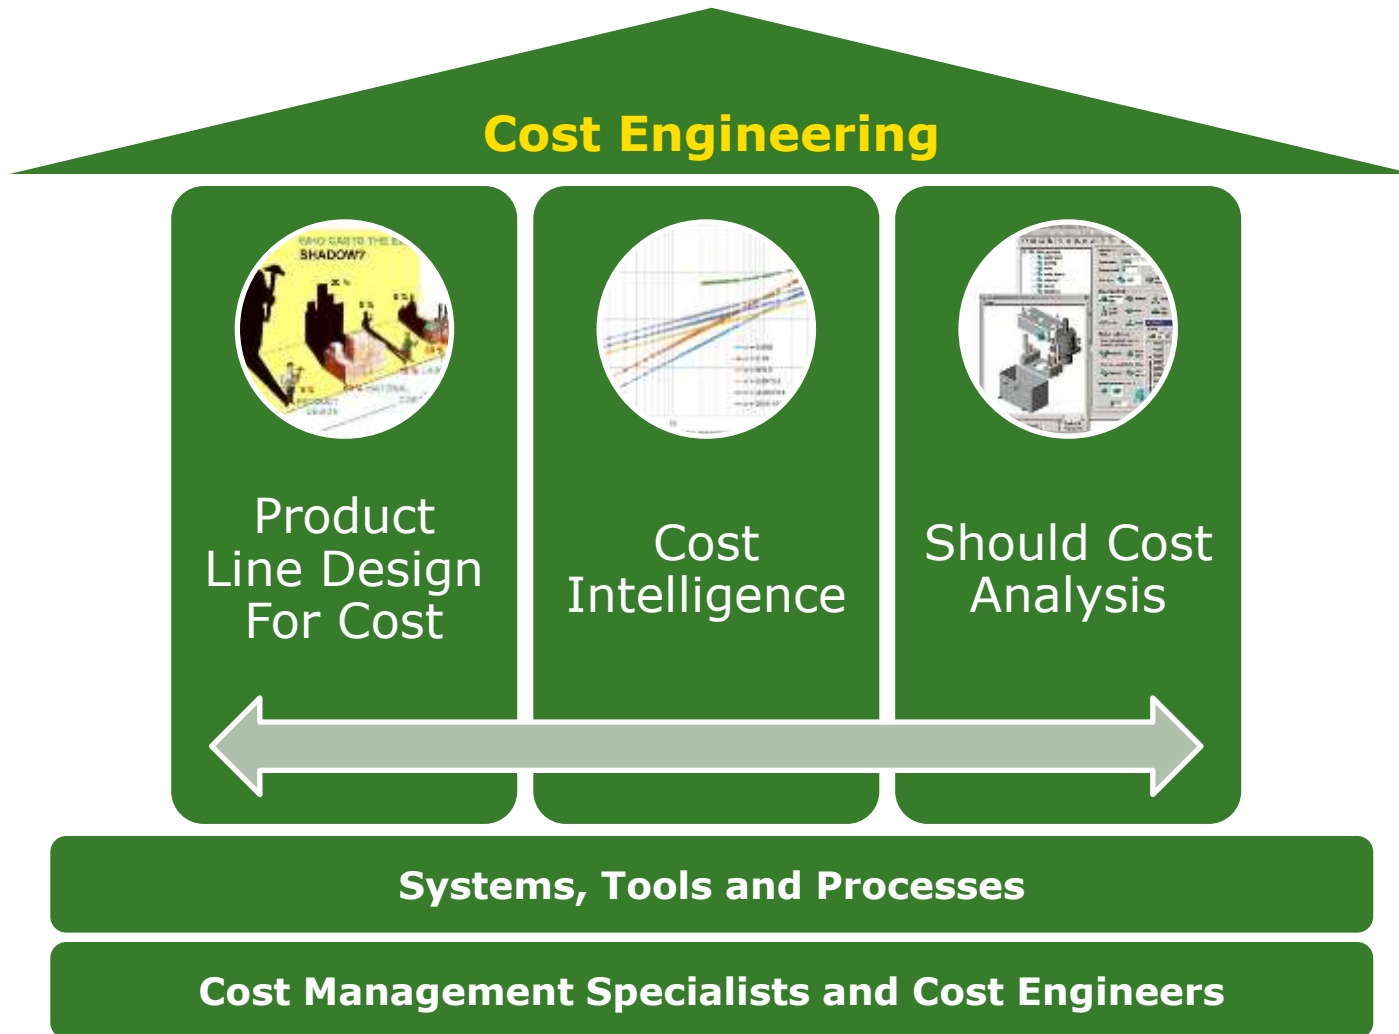 Cost Engineering
SHADOW?
Product
Line Design
For Cost
Cost
Intelligence
Should Cost
Analysis
Systems, Tools and Processes
Cost Management Specialists and Cost Engineers